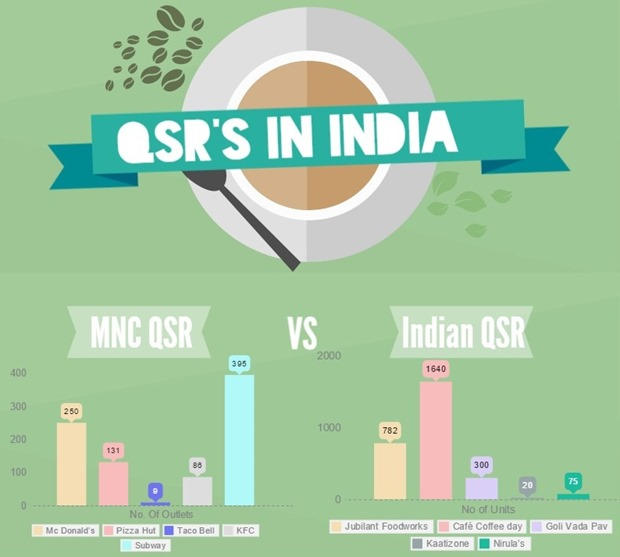 QSR'S IN INDIA
MNC QSR
VS
Indian QSR
400
300
200
100
0
250
131
9
86
395
No. Of Outlets
Mc Donald's
Pizza Hut
Taco Bell
KFC
Subway
2000
1000
0
782
1640
300
20
75
No of Units
Jubilant Foodworks
Café Coffee day
Goli Vada Pav
Kaatizone
Nirula's